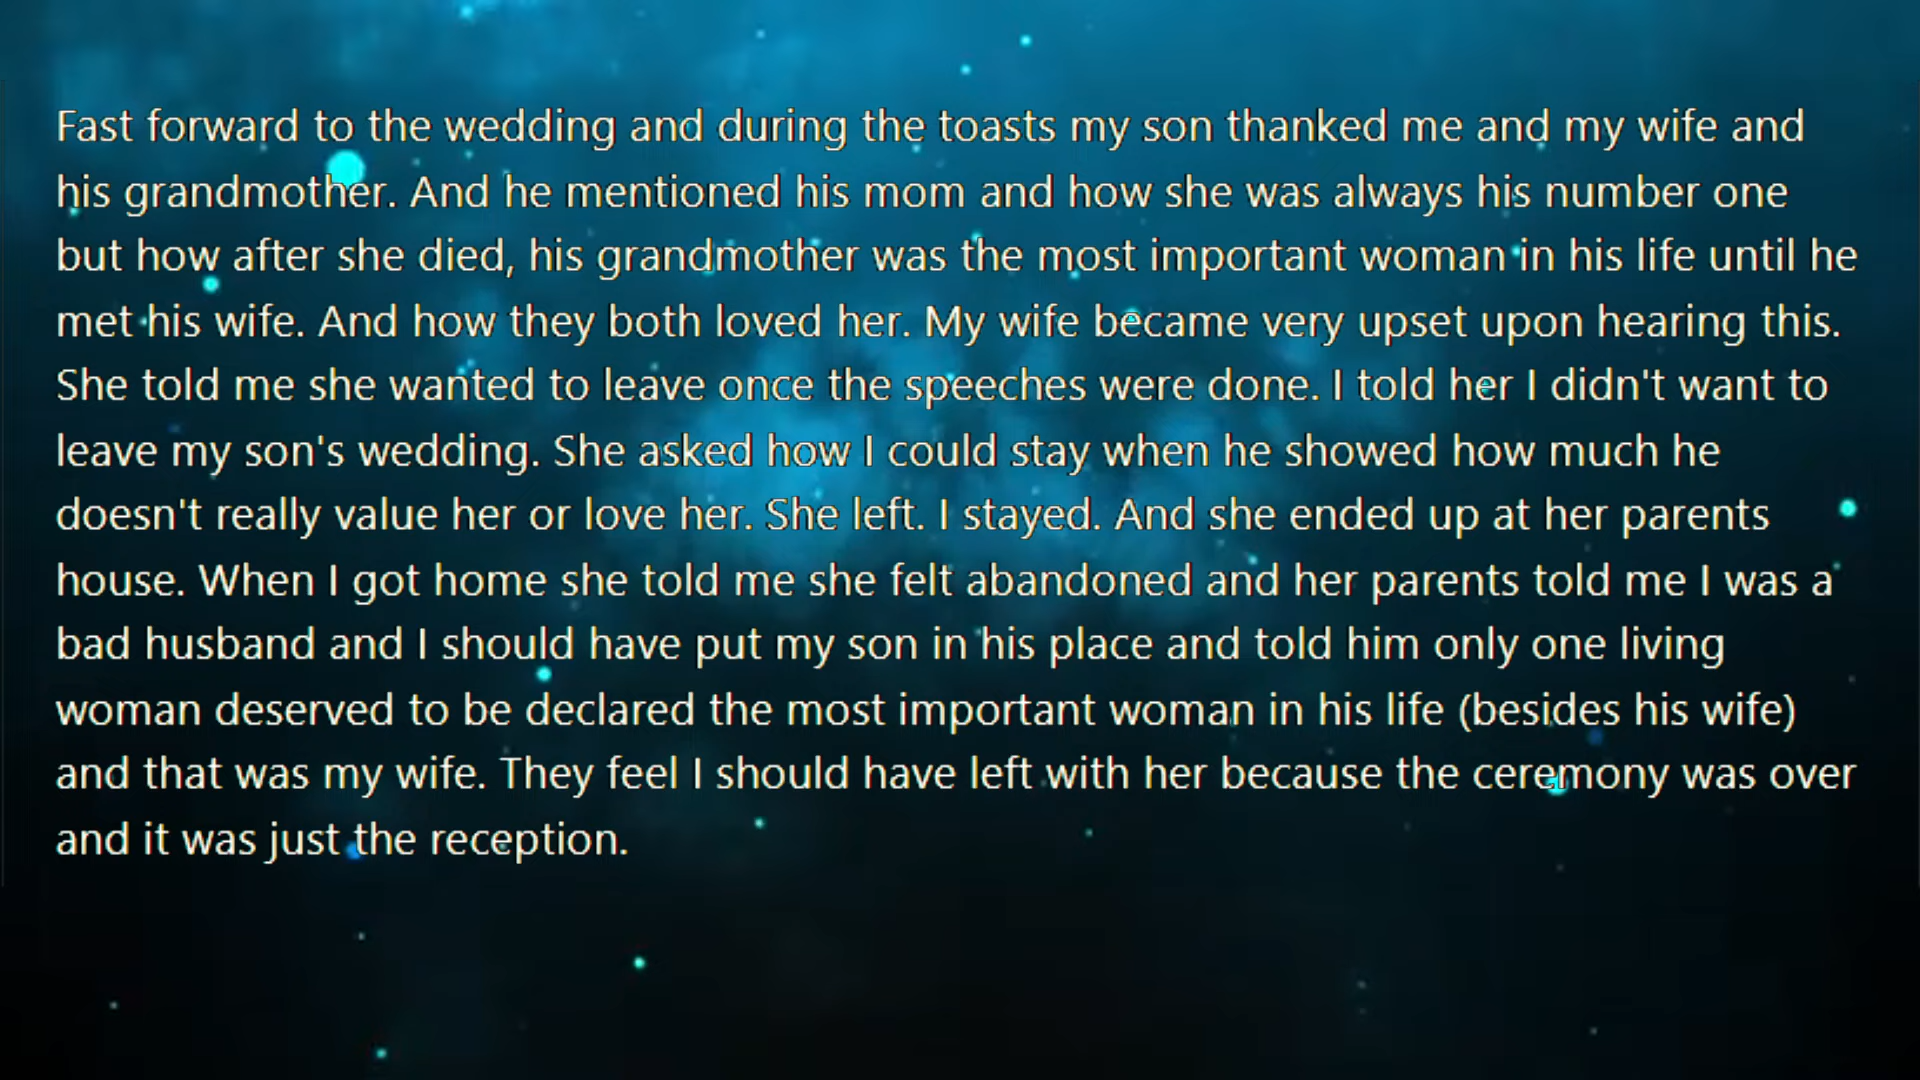 Fast forward to the wedding and during the toasts my son thanked me and my wife and
his grandmother. And he mentioned his mom and how she was always his number one
but how after she died, his grandmother was the most important woman in his life until he
met his wife. And how they both loved her. My wife became very upset upon hearing this.
She told me she wanted to leave once the speeches were done. I told her I didn't want to
leave my son's wedding. She asked how I could stay when he showed how much he
doesn't really value her or love her. She left. I stayed. And she ended up at her parents
house. When I got home she told me she felt abandoned and her parents told me I was a
bad husband and I should have put my son in his place and told him only one living
woman deserved to be declared the most important woman in his life (besides his wife)
and that was my wife. They feel I should have left with her because the ceremony was over
and it was just the reception.